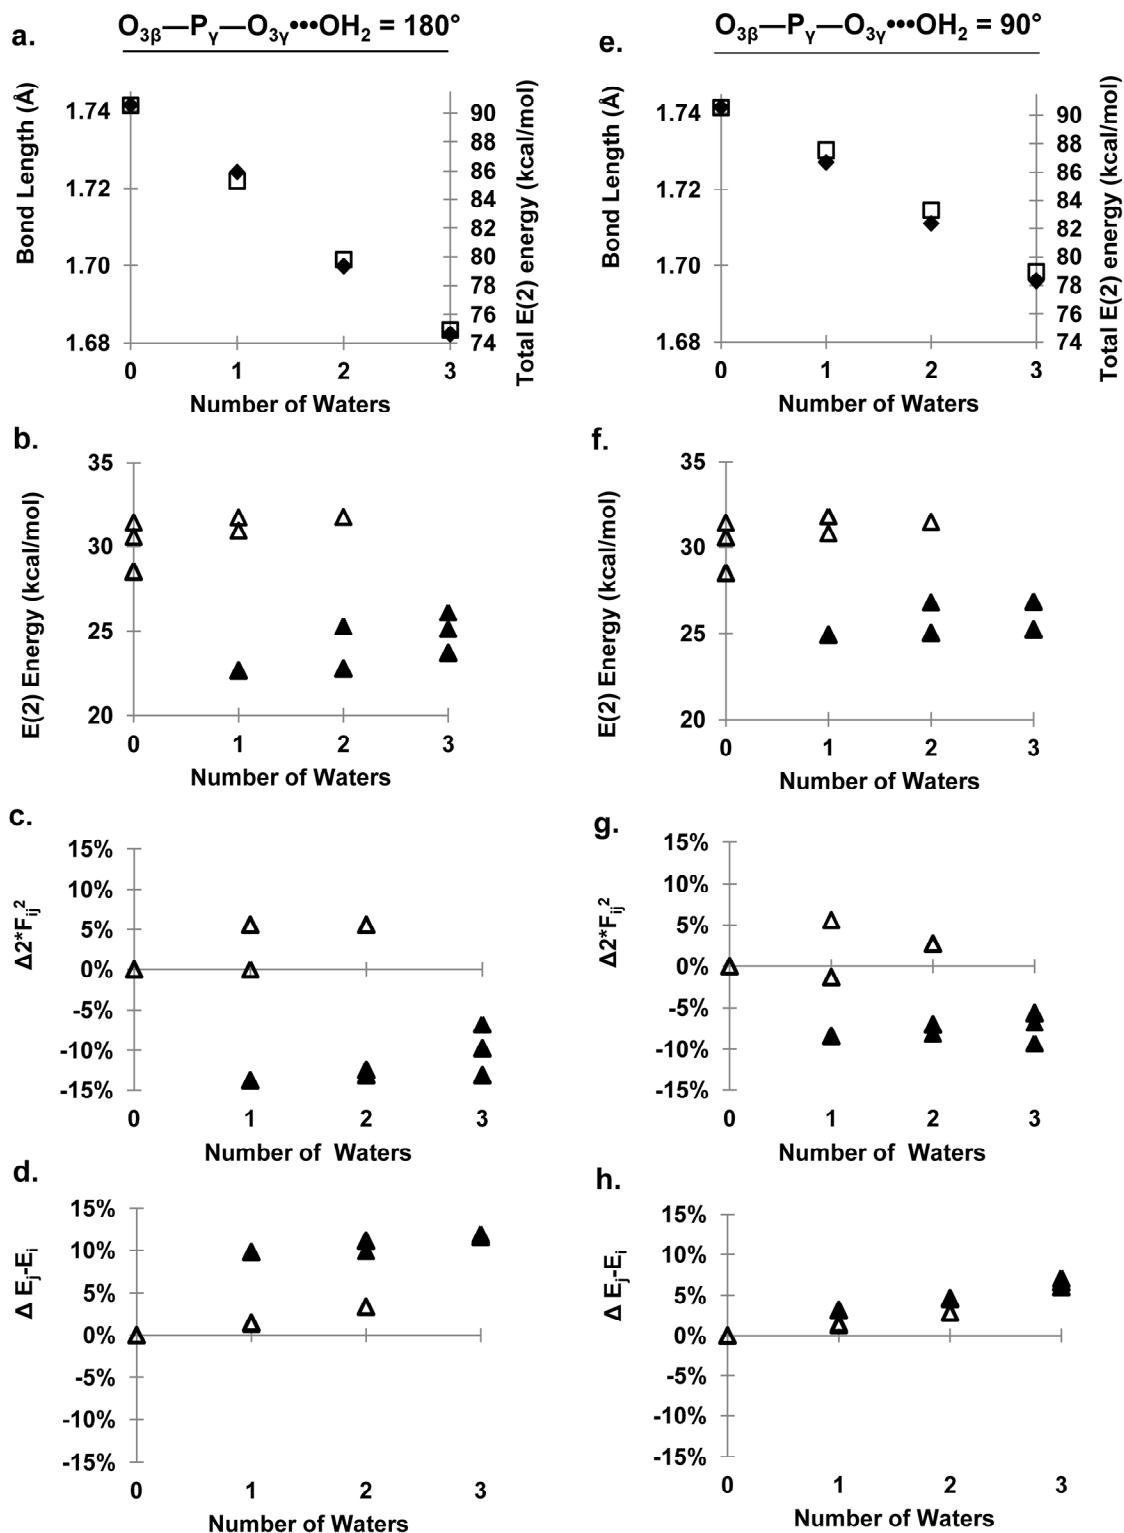 a.
O3β—Pγ—O3γ•••OH2 = 180°
Bond Length (Å)
1.74
1.72
1.70
1.68
90
88
86
84
82
80
78
76
74
Total E(2) energy (kcal/mol)
0 1 2 3
Number of Waters
e.
O3β—Pγ—O3γ•••OH2 = 90°
Bond Length (Å)
1.74
1.72
1.70
1.68
90
88
86
84
82
80
78
76
74
Total E(2) energy (kcal/mol)
0 1 2 3
Number of Waters
b.
E(2) Energy (kcal/mol)
35
30
25
20
0 1 2 3
Number of Waters
f.
E(2) Energy (kcal/mol)
35
30
25
20
0 1 2 3
Number of Waters
c.
Δ2*Fij2
15%
10%
5%
0%
-5%
-10%
-15%
0 1 2 3
Number of Waters
g.
Δ2*Fij2
15%
10%
5%
0%
-5%
-10%
-15%
0 1 2 3
Number of Waters
d.
Δ Ej-Ei
15%
10%
5%
0%
-5%
-10%
-15%
0 1 2 3
Number of Waters
h.
Δ Ej-Ei
15%
10%
5%
0%
-5%
-10%
-15%
0 1 2 3
Number of Waters